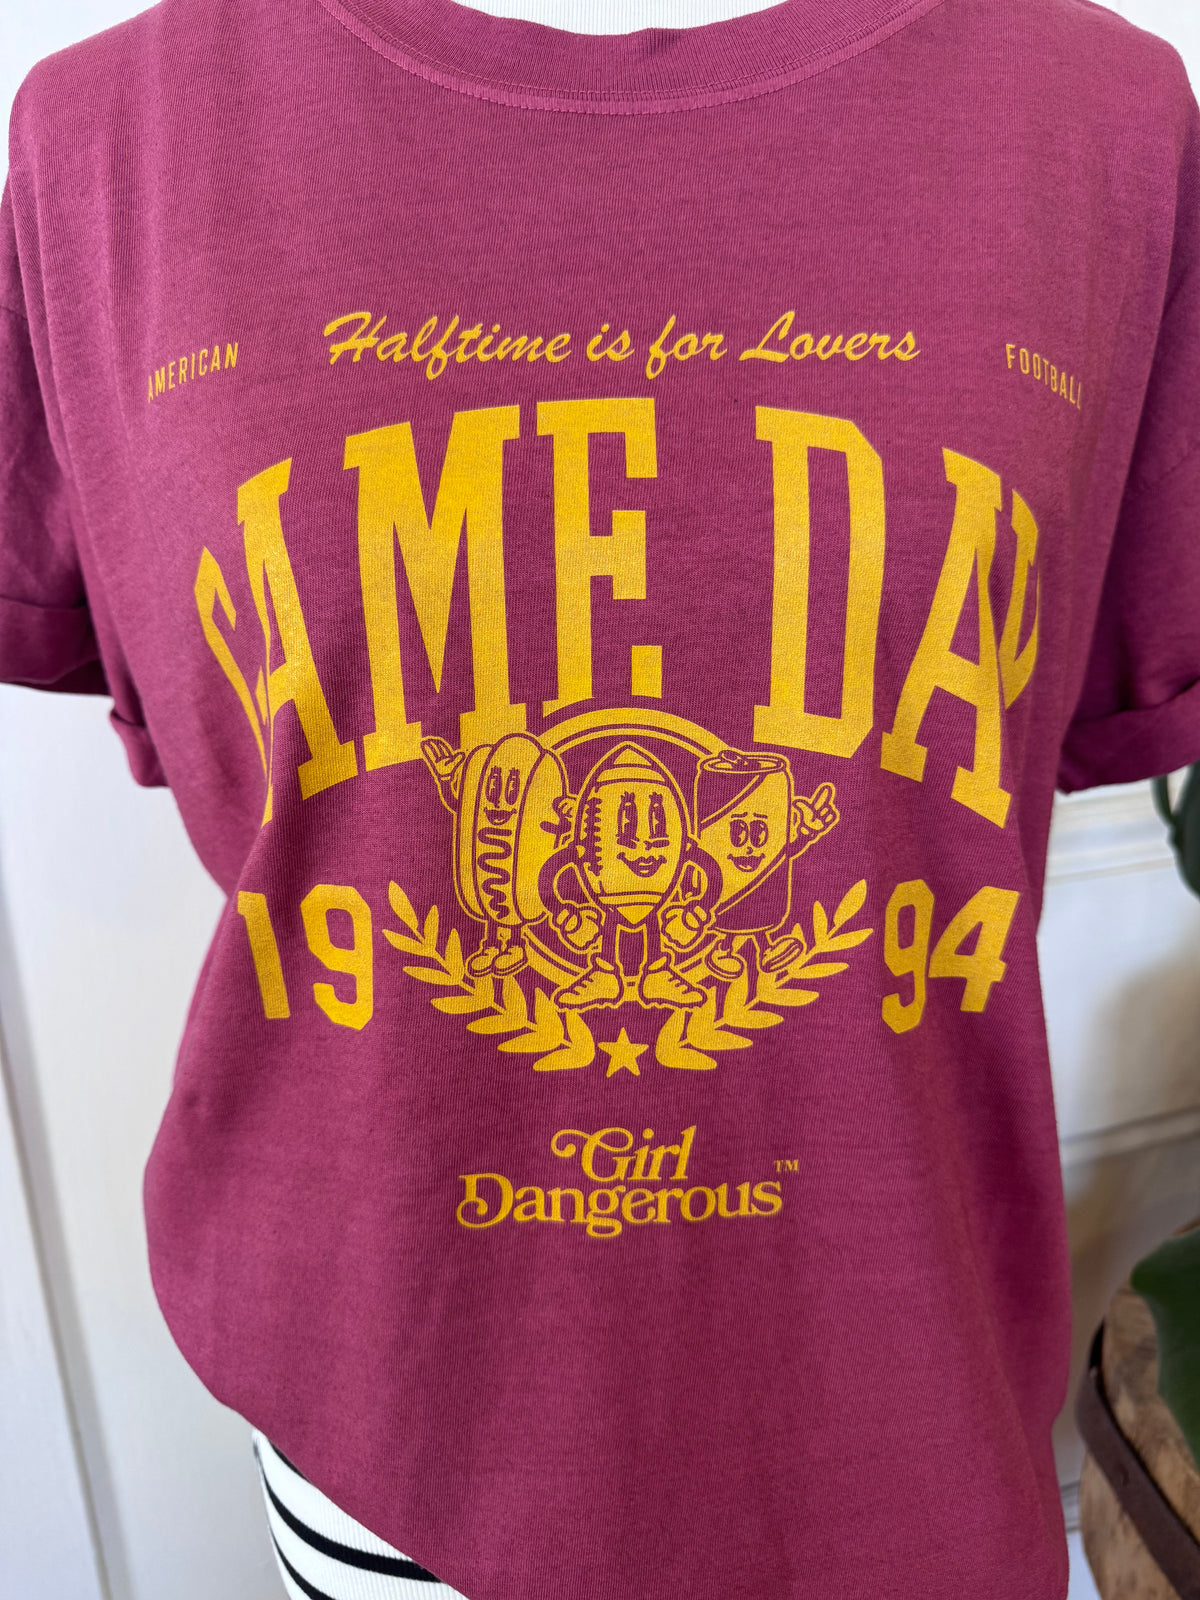 Halftime is for Lovers
AMERICAN FOOTBALL
GAME DAY
19 94
Girl
Dangerous™